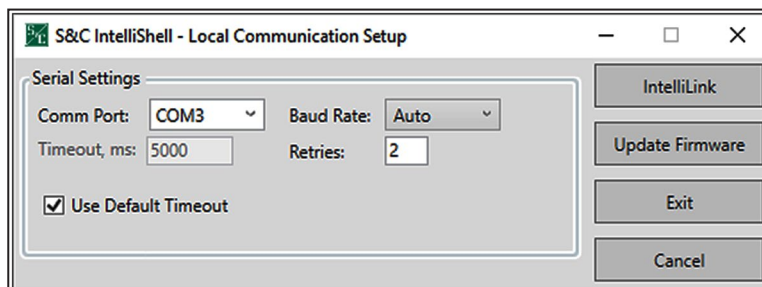 S&C IntelliShell - Local Communication Setup
Serial Settings
Comm Port: COM3 Baud Rate: Auto
Timeout, ms: 5000 Retries: 2
Use Default Timeout
IntelliLink
Update Firmware
Exit
Cancel